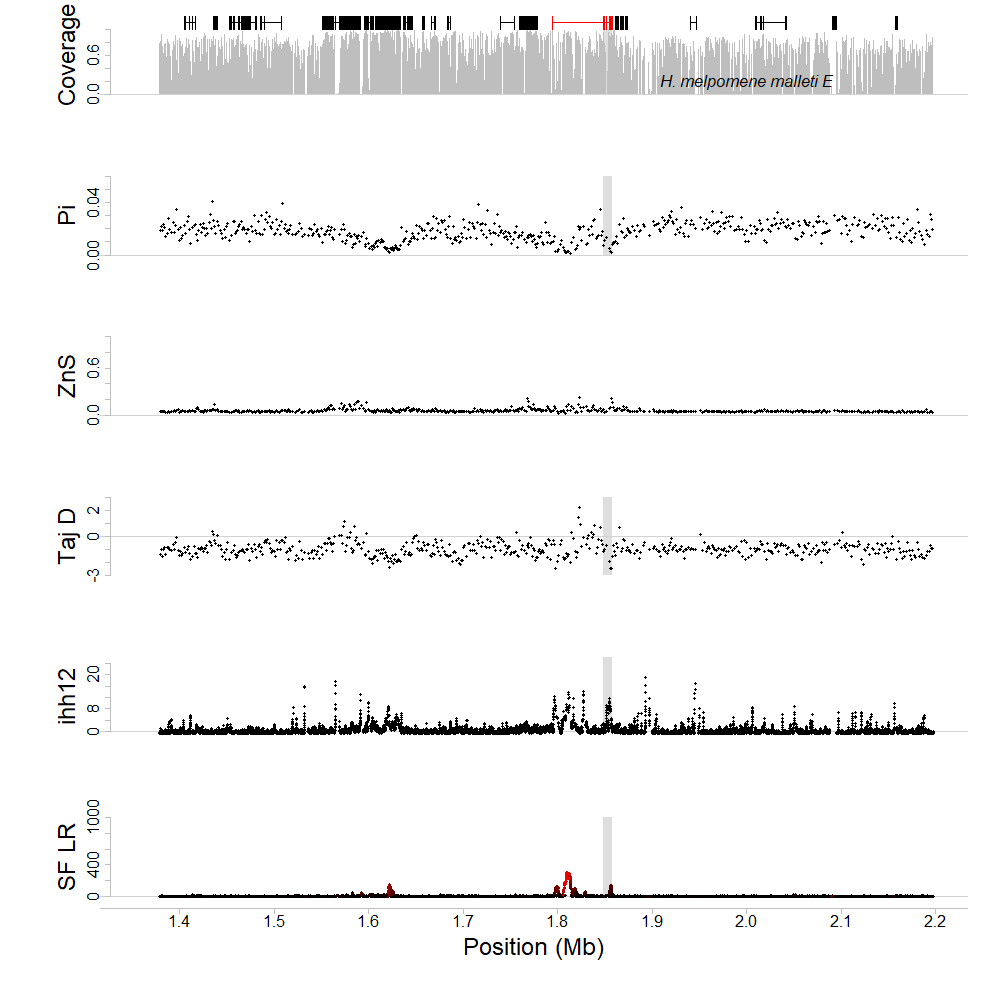 Coverage
0.0
0.6
H. melpomene malleti E
Pi
0.00
0.04
ZnS
0.0
0.6
Taj D
-3
0
2
ihh12
0
8
20
SF LR
0
400
1000
1.4 1.5 1.6 1.7 1.8 1.9 2.0 2.1 2.2
Position (Mb)